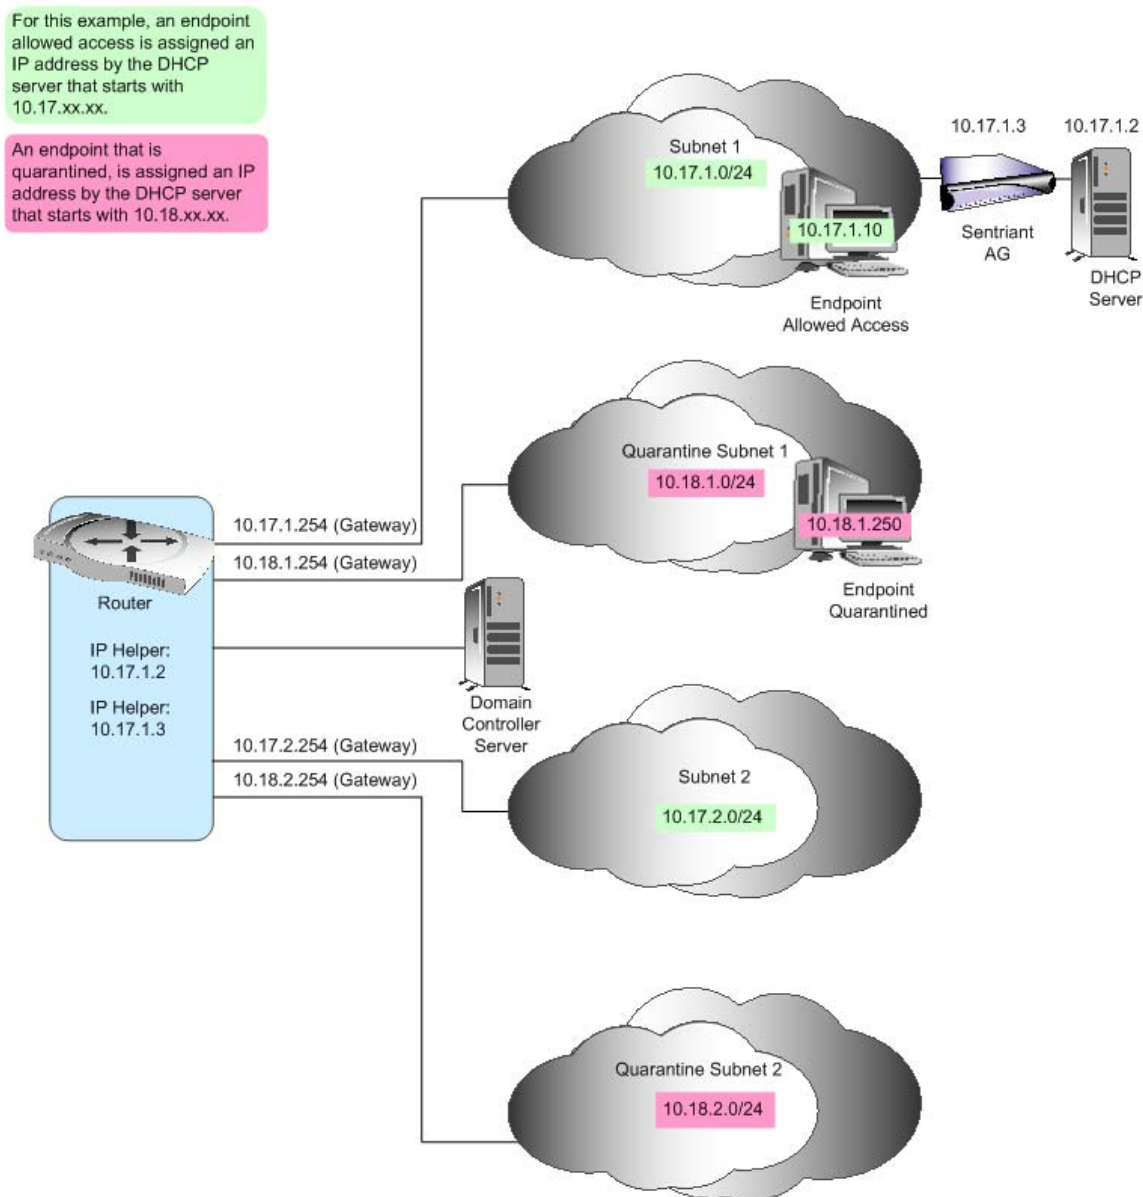 For this example, an endpoint
allowed access is assigned an
IP address by the DHCP
server that starts with
10.17.xx.xx.
An endpoint that is
quarantined, is assigned an IP
address by the DHCP server
that starts with 10.18.xx.xx.
Subnet 1
10.17.1.0/24
10.17.1.10
Endpoint
Allowed Access
10.17.1.3
Sentriant
AG
10.17.1.2
DHCP
Server
Quarantine Subnet 1
10.18.1.0/24
10.18.1.250
Endpoint
Quarantined
10.17.1.254 (Gateway)
10.18.1.254 (Gateway)
Router
IP Helper:
10.17.1.2
IP Helper:
10.17.1.3
Domain
Controller
Server
10.17.2.254 (Gateway)
10.18.2.254 (Gateway)
Subnet 2
10.17.2.0/24
Quarantine Subnet 2
10.18.2.0/24